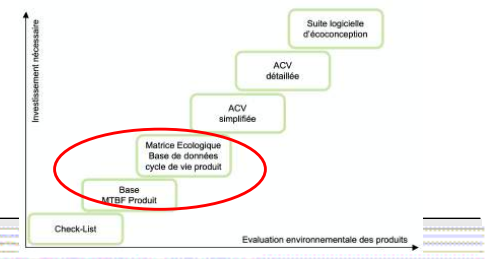 Suite logicielle
d'écoconception
ACV
détaillée
ACV
simplifiée
Matrice Ecologique
Base de données
cycle de vie produit
Base
MTBF Produit
Check-List
Investissement nécessaire
Evaluation environnementale des produits